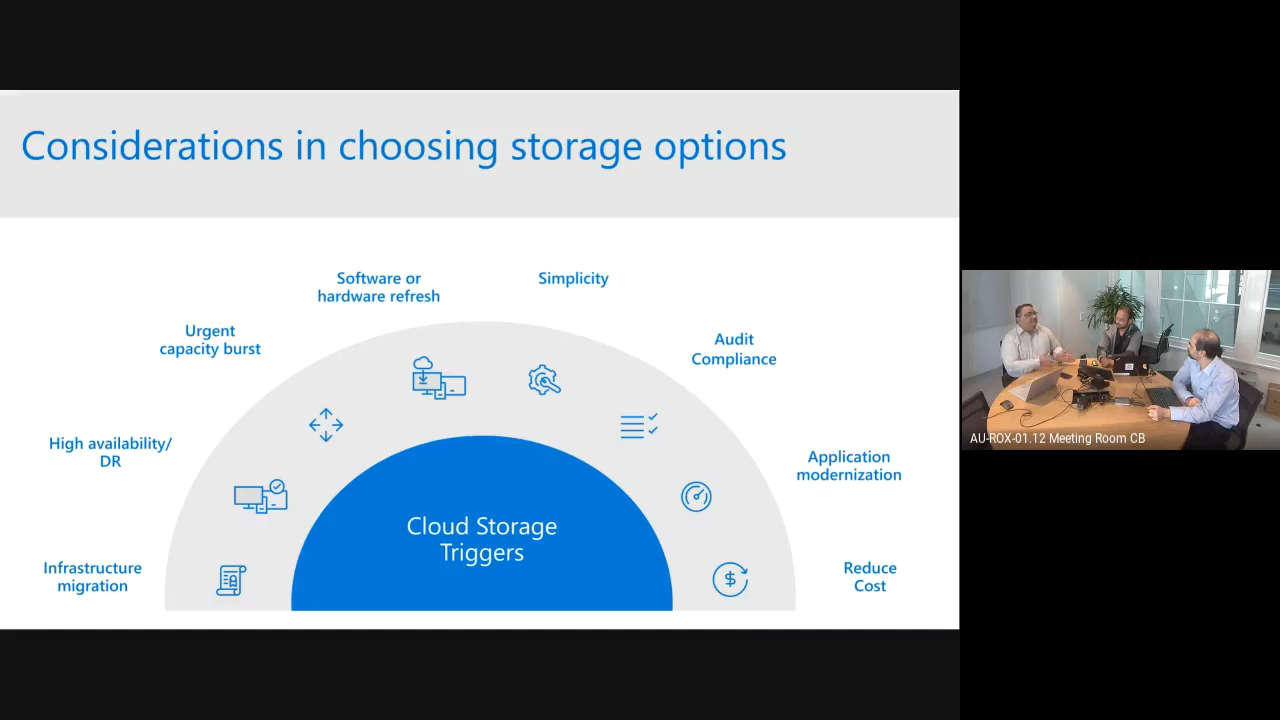 Considerations in choosing storage options
Software or
hardware refresh
Simplicity
Urgent
capacity burst
Audit
Compliance
High availability/
DR
Application
modernization
Cloud Storage
Triggers
Infrastructure
migration
Reduce
Cost
AU-ROX-01.12 Meeting Room CB